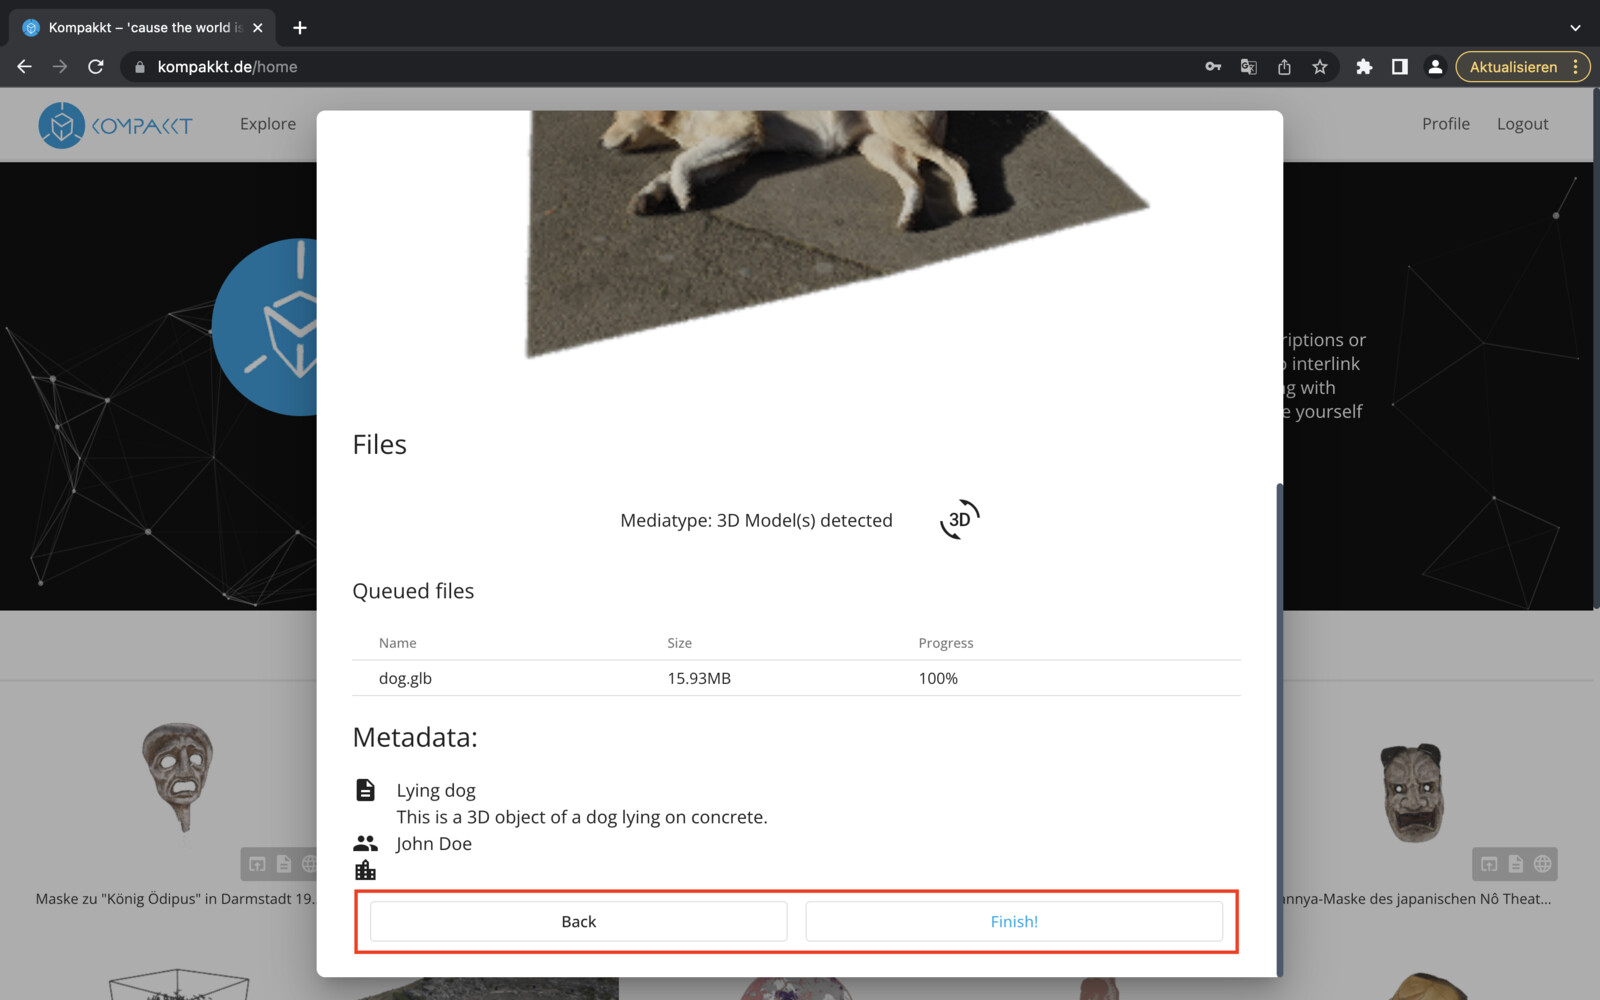 Kompakkt – 'cause the world is
kompakkt.de/home
Aktualisieren
KOMPAKKT
Explore
Profile
Logout
riptions or
interlink
g with
e yourself
Files
Mediatype: 3D Model(s) detected
3D
Queued files
Name Size Progress
dog.glb 15.93MB 100%
Metadata:
Lying dog
This is a 3D object of a dog lying on concrete.
John Doe
Maske zu "König Ödipus" in Darmstadt 19...
annya-Maske des japanischen Nô Theat...
Back
Finish!